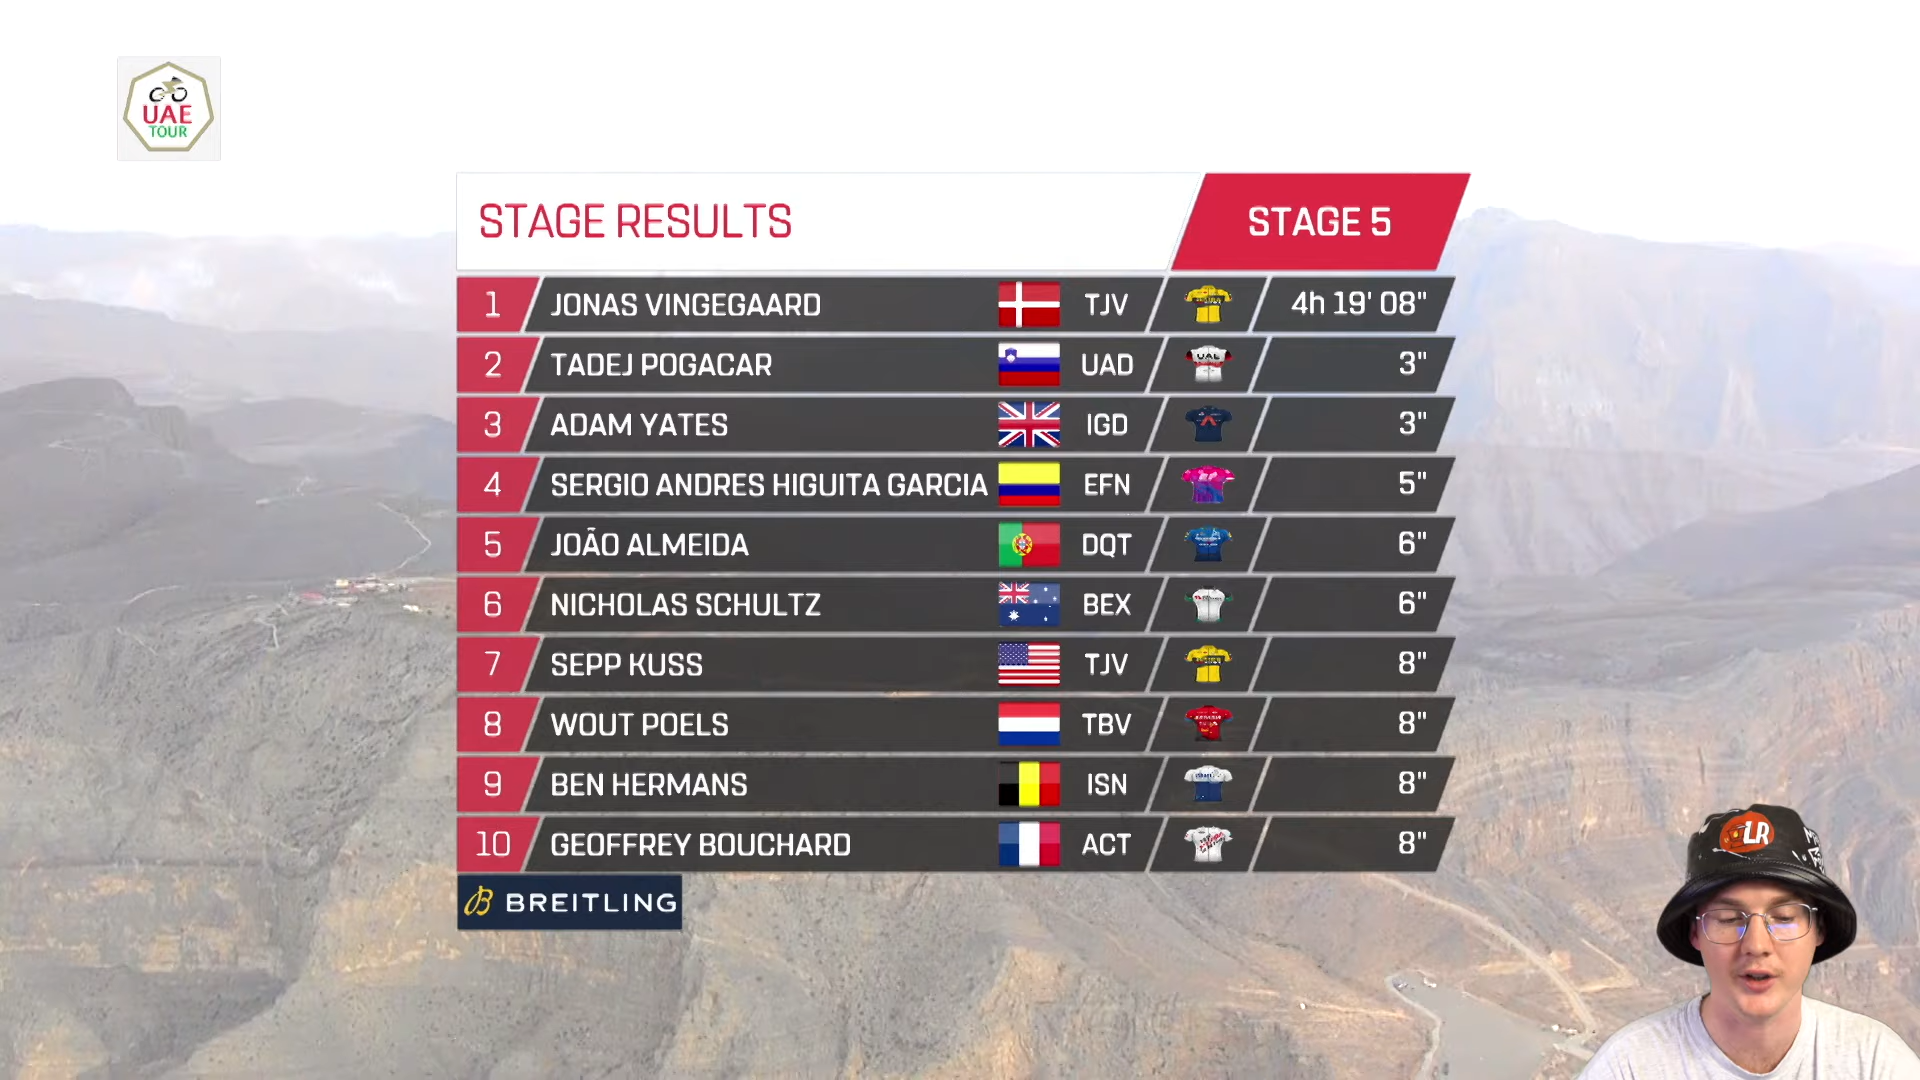 UAE
TOUR
STAGE RESULTS
STAGE 5
1 JONAS VINGEGAARD TJV 4h 19' 08"
2 TADEJ POGACAR UAD 3"
3 ADAM YATES IGD 3"
4 SERGIO ANDRES HIGUITA GARCIA EFN 5"
5 JOÃO ALMEIDA DQT 6"
6 NICHOLAS SCHULTZ BEX 6"
7 SEPP KUSS TJV 8"
8 WOUT POELS TBV 8"
9 BEN HERMANS ISN 8"
10 GEOFFREY BOUCHARD ACT 8"
B BREITLING
LR